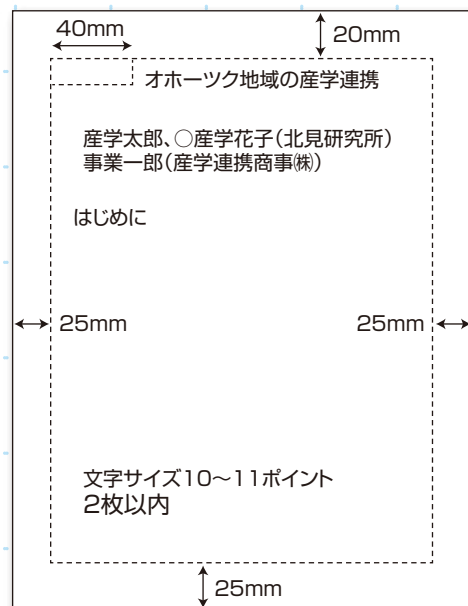 40mm
20mm
オホーツク地域の産学連携
産学太郎、○産学花子(北見研究所)
事業一郎(産学連携商事㈱)
はじめに
25mm
25mm
文字サイズ10～11ポイント
2枚以内
25mm